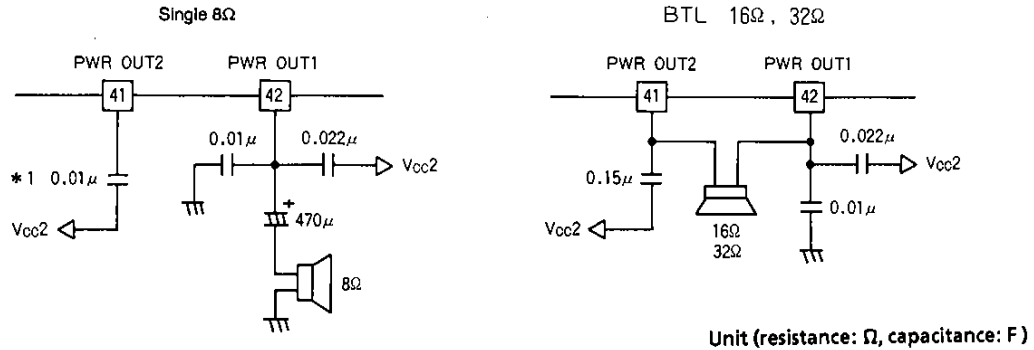 Single 8Ω
PWR OUT2 PWR OUT1
41 42
0.01μ 0.022μ
Vcc2
*1 0.01μ
Vcc2
470μ
+
8Ω
BTL 16Ω, 32Ω
PWR OUT2 PWR OUT1
41 42
0.022μ
Vcc2
0.15μ
0.01μ
Vcc2
16Ω
32Ω
Unit (resistance: Ω, capacitance: F)